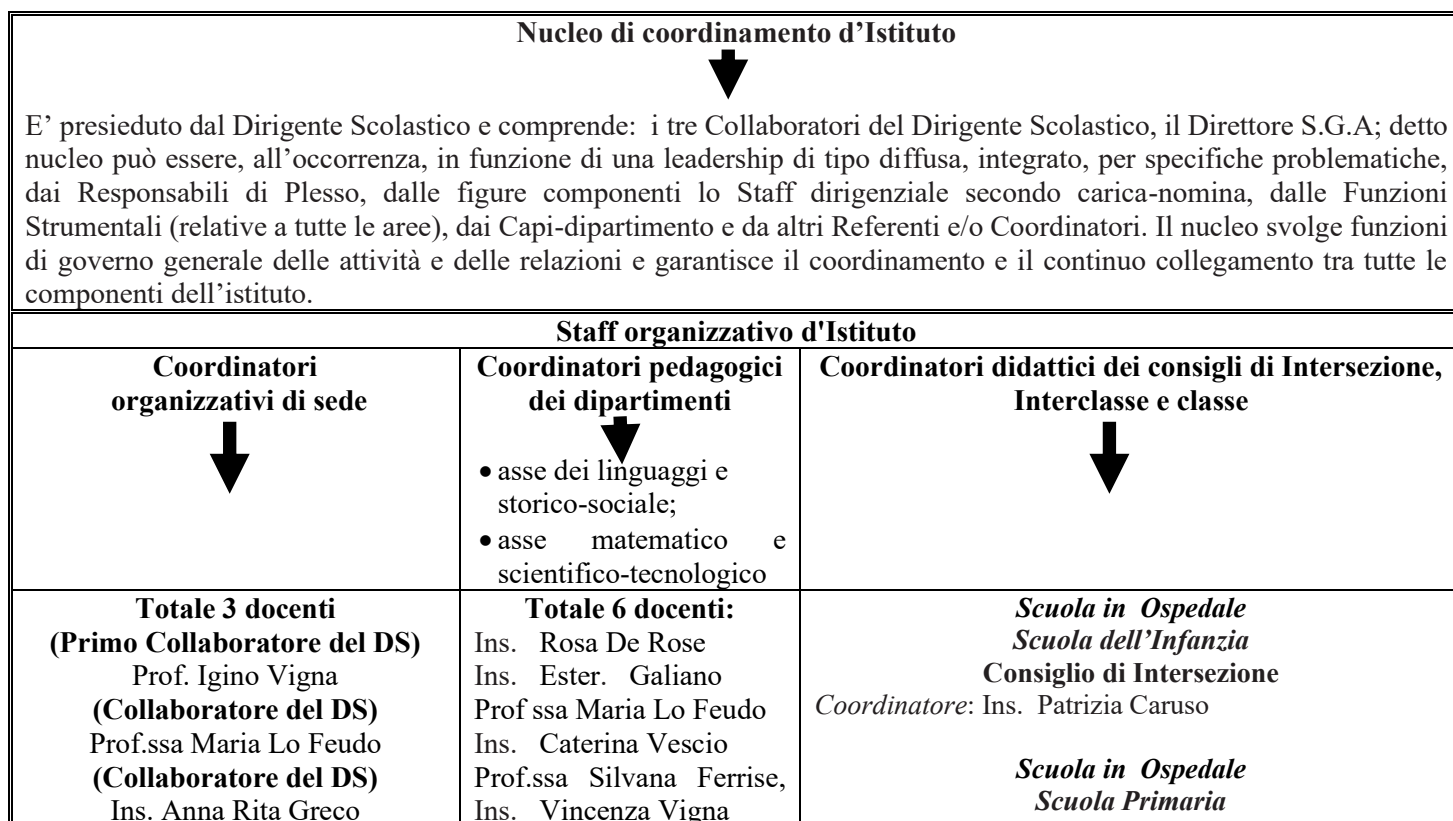 Nucleo di coordinamento d’Istituto
E’ presieduto dal Dirigente Scolastico e comprende: i tre Collaboratori del Dirigente Scolastico, il Direttore S.G.A; detto
nucleo può essere, all’occorrenza, in funzione di una leadership di tipo diffusa, integrato, per specifiche problematiche,
dai Responsabili di Plesso, dalle figure componenti lo Staff dirigenziale secondo carica-nomina, dalle Funzioni
Strumentali (relative a tutte le aree), dai Capi-dipartimento e da altri Referenti e/o Coordinatori. Il nucleo svolge funzioni
di governo generale delle attività e delle relazioni e garantisce il coordinamento e il continuo collegamento tra tutte le
componenti dell’istituto.
Staff organizzativo d'Istituto
Coordinatori
organizzativi di sede
Coordinatori pedagogici
dei dipartimenti
• asse dei linguaggi e
storico-sociale;
• asse matematico e
scientifico-tecnologico
Coordinatori didattici dei consigli di Intersezione,
Interclasse e classe
Totale 3 docenti
(Primo Collaboratore del DS)
Prof. Igino Vigna
(Collaboratore del DS)
Prof.ssa Maria Lo Feudo
(Collaboratore del DS)
Ins. Anna Rita Greco
Totale 6 docenti:
Ins. Rosa De Rose
Ins. Ester. Galiano
Prof ssa Maria Lo Feudo
Ins. Caterina Vescio
Prof.ssa Silvana Ferrise,
Ins. Vincenza Vigna
Scuola in Ospedale
Scuola dell’Infanzia
Consiglio di Intersezione
Coordinatore: Ins. Patrizia Caruso
Scuola in Ospedale
Scuola Primaria